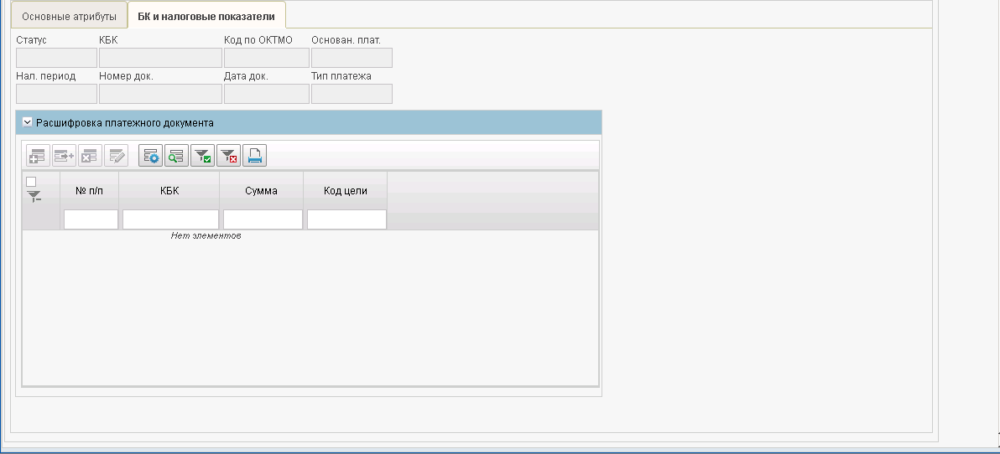 Основные атрибуты БК и налоговые показатели
Статус КБК Код по ОКТМО Основан. плат.
Нал. период Номер док. Дата док. Тип платежа
Расшифровка платежного документа
№ п/п КБК Сумма Код цели
Нет элементов